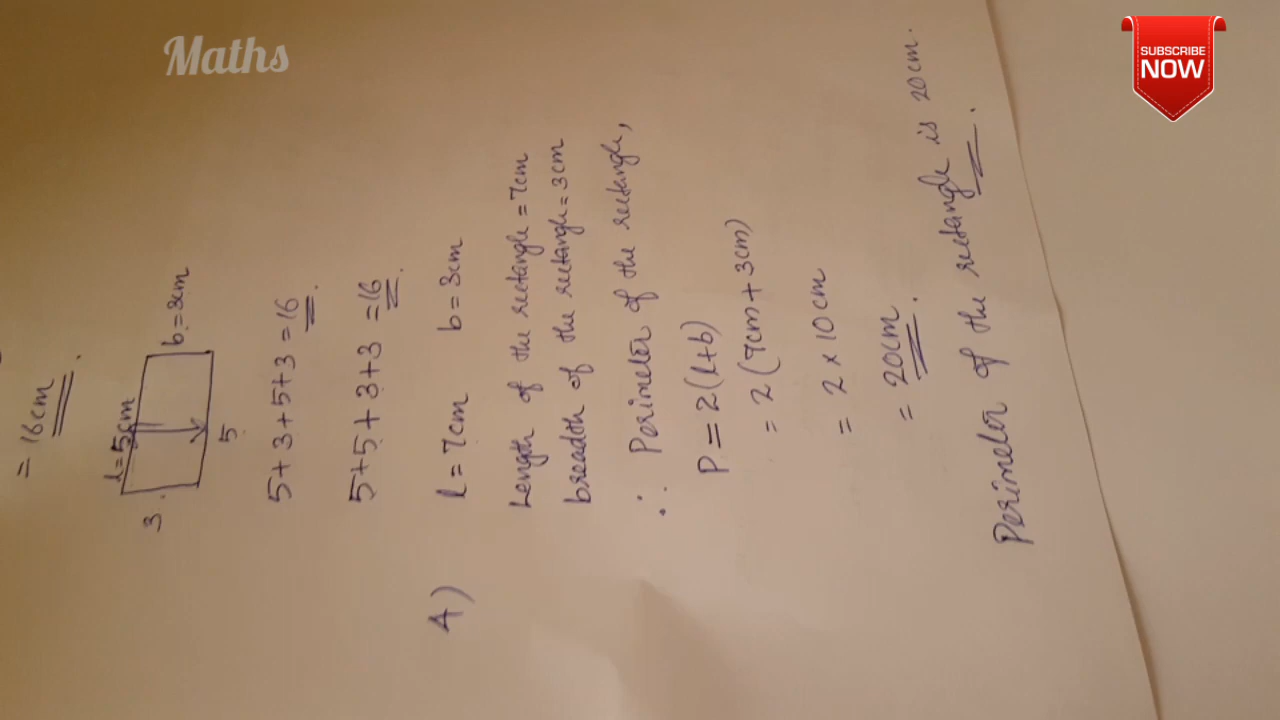 Maths
SUBSCRIBE
NOW
= 16cm
l=5cm
3
b=3cm
5
5+3+5+3=16
5+5+3+3=16
A) l = 7cm b = 3cm
Length of the rectangle = 7cm
breadth of the rectangle = 3cm
∴ Perimeter of the rectangle,
P = 2(l+b)
= 2(7cm + 3cm)
= 2 x 10cm
= 20cm
Perimeter of the rectangle is 20cm.